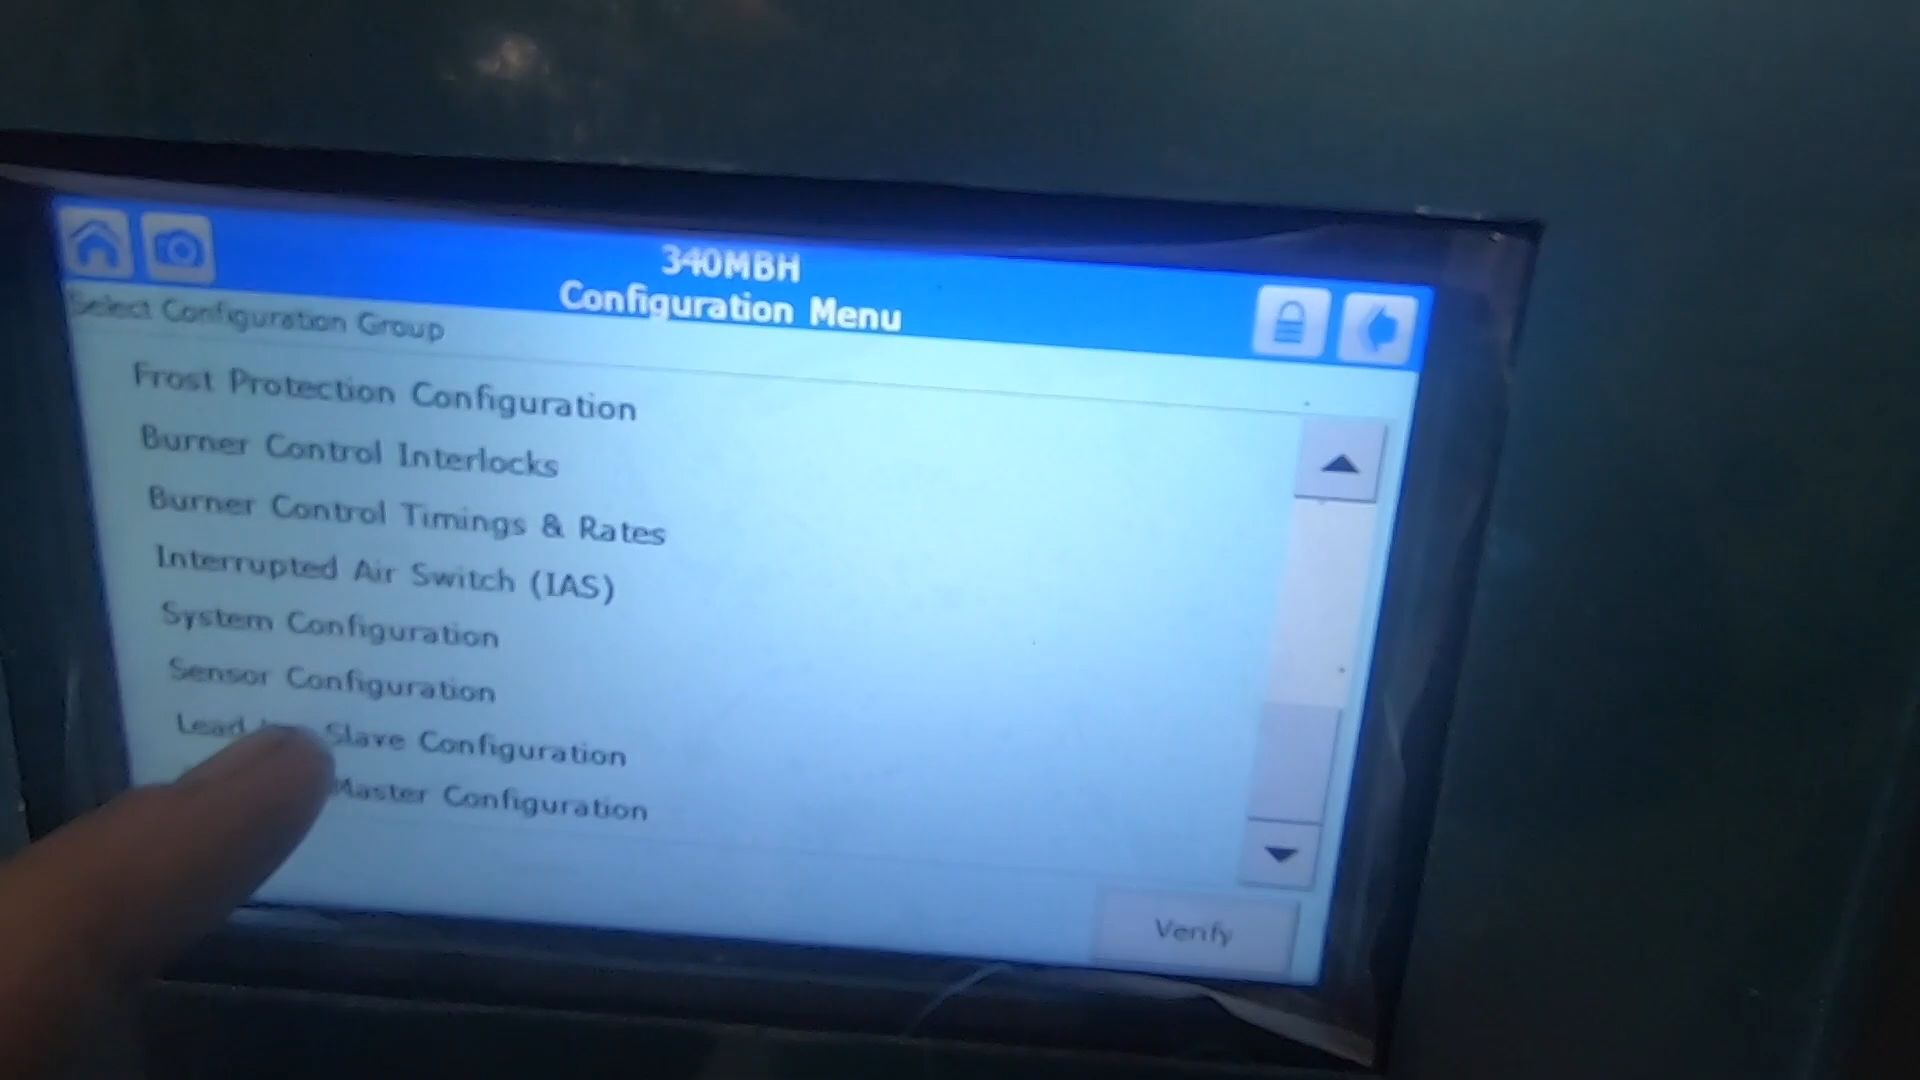 340MBH
Configuration Menu
Select Configuration Group
Frost Protection Configuration
Burner Control Interlocks
Burner Control Timings & Rates
Interrupted Air Switch (IAS)
System Configuration
Sensor Configuration
Lead Slave Configuration
Master Configuration
Verify